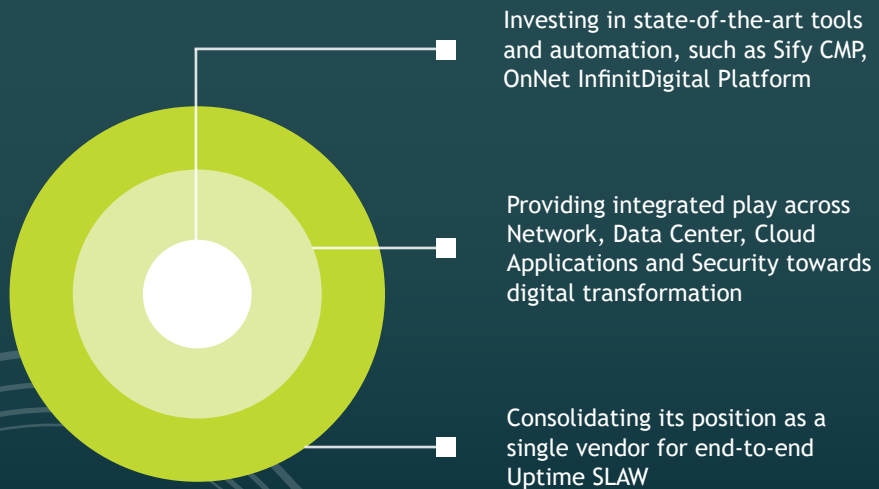 Investing in state-of-the-art tools
and automation, such as Sify CMP,
OnNet InfinitDigital Platform
Providing integrated play across
Network, Data Center, Cloud
Applications and Security towards
digital transformation
Consolidating its position as a
single vendor for end-to-end
Uptime SLAW